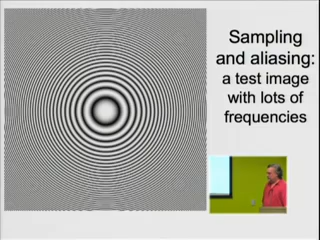 Sampling
and aliasing:
a test image
with lots of
frequencies